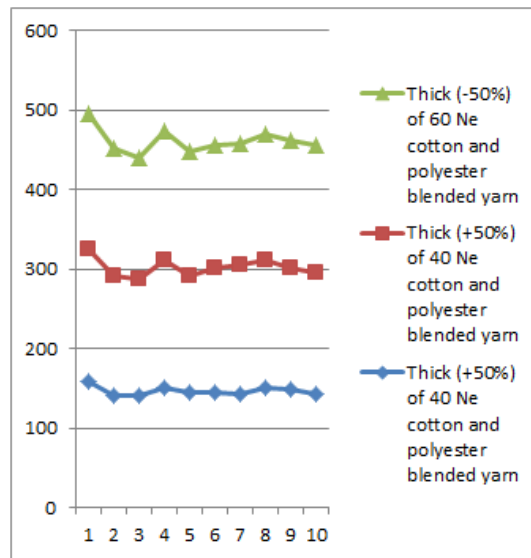 600
500
400
300
200
100
0
1 2 3 4 5 6 7 8 9 10
Thick (-50%)
of 60 Ne
cotton and
polyester
blended yarn
Thick (+50%)
of 40 Ne
cotton and
polyester
blended yarn
Thick (+50%)
of 40 Ne
cotton and
polyester
blended yarn